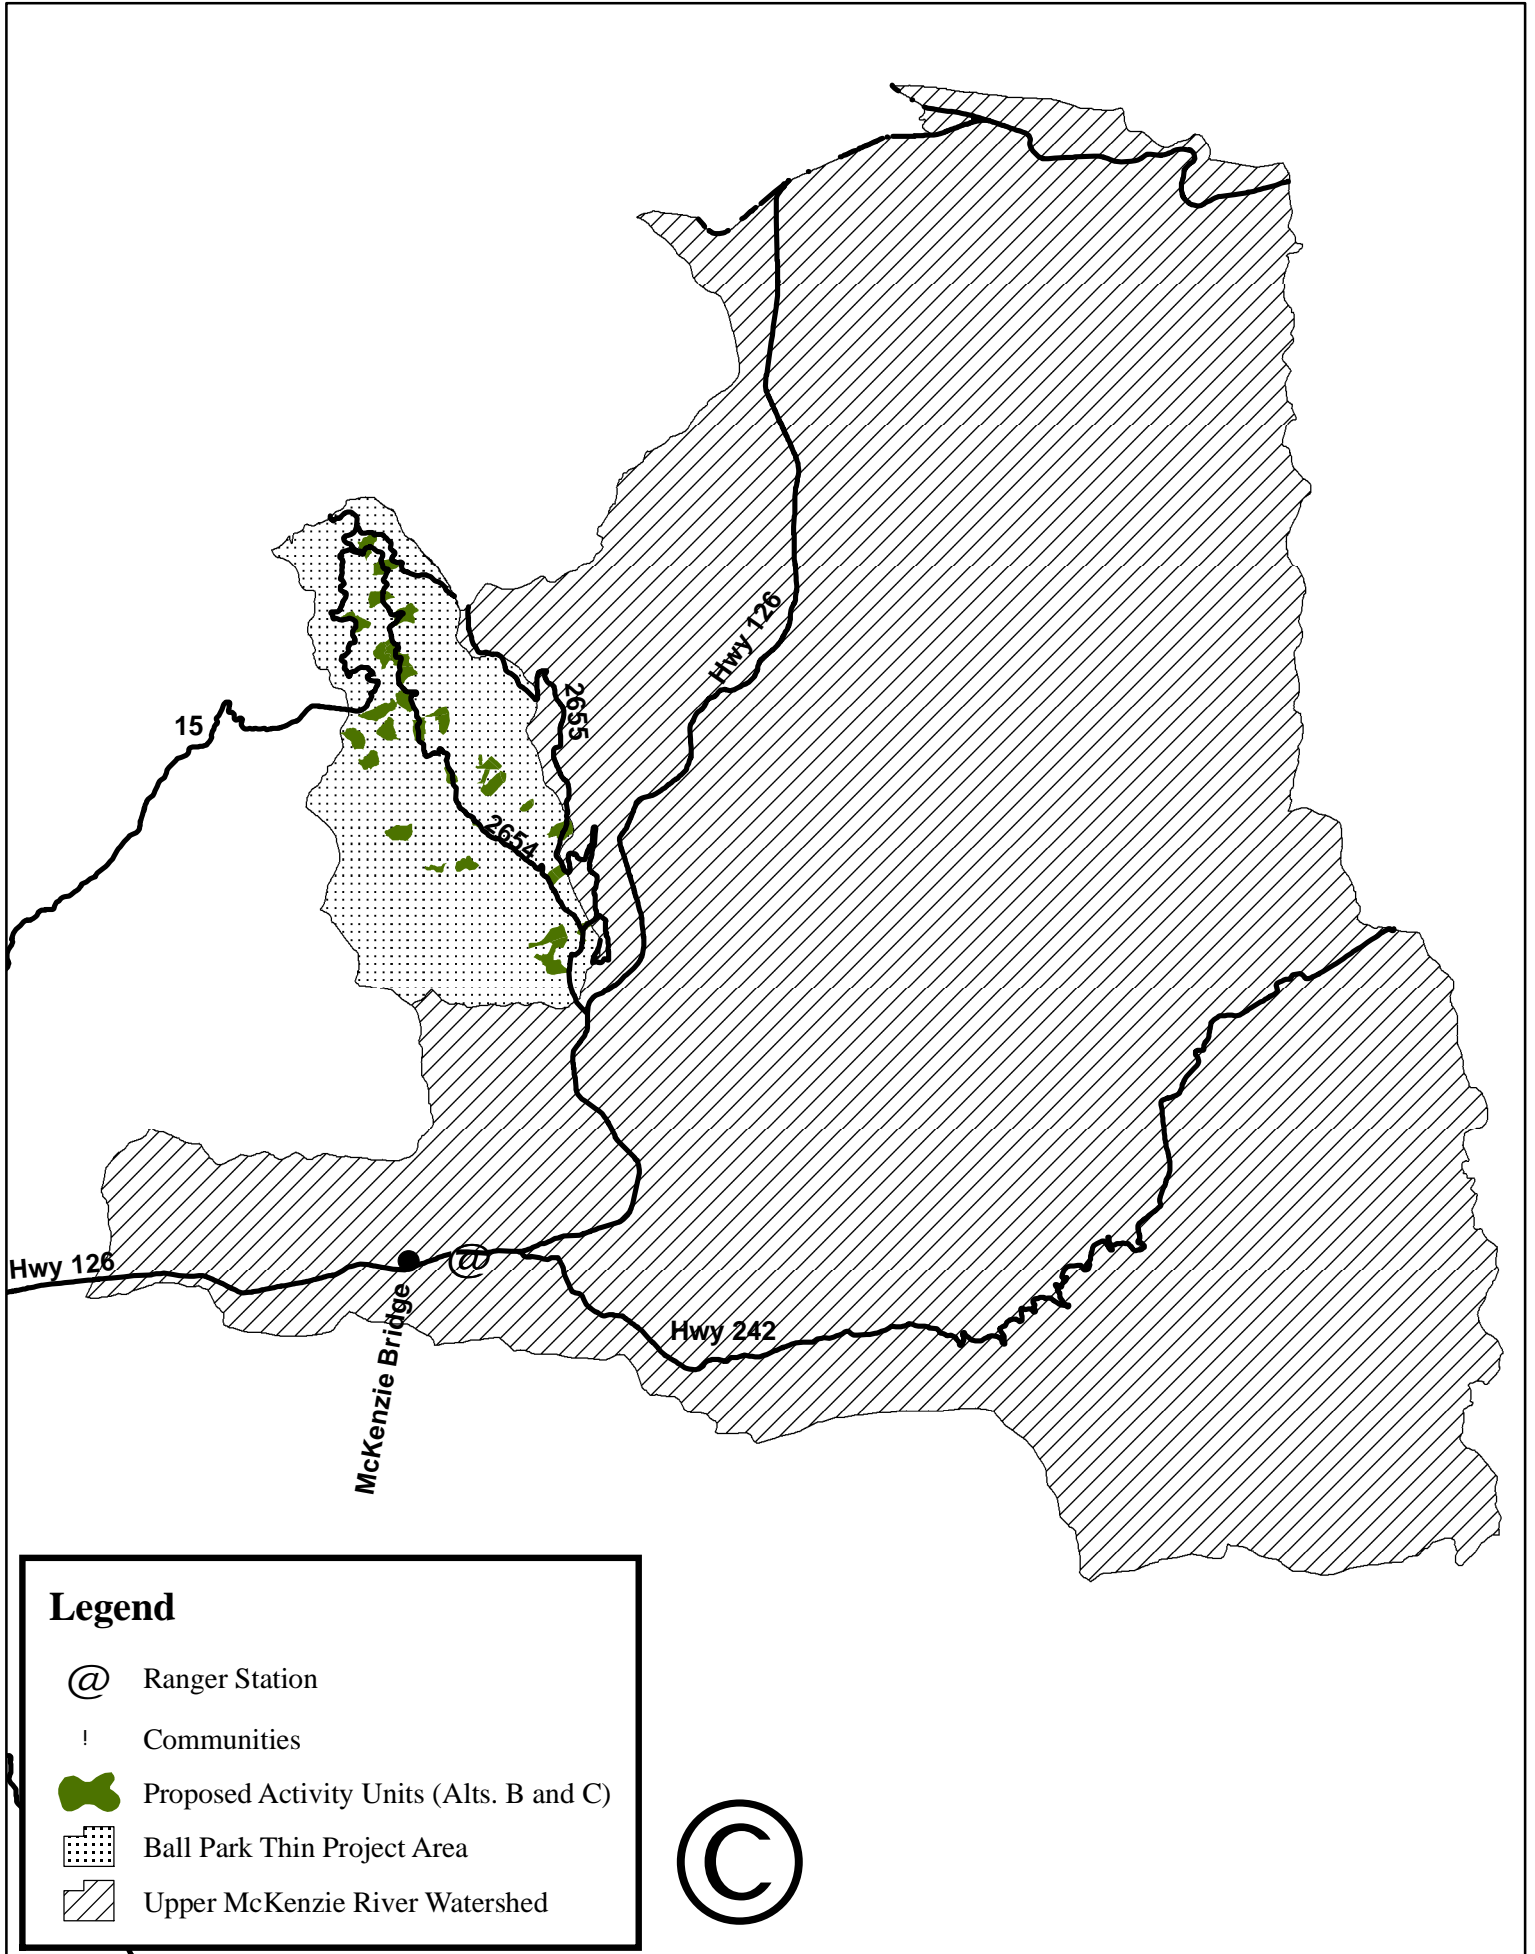 Hwy 126
2655
15
2654
Hwy 126
@
McKenzie Bridge
Hwy 242
Legend
@ Ranger Station
! Communities
Proposed Activity Units (Alts. B and C)
Ball Park Thin Project Area
Upper McKenzie River Watershed
©